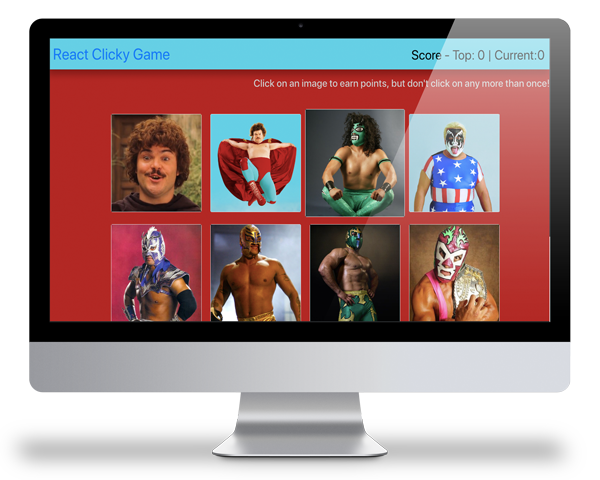 React Clicky Game
Score - Top: 0 | Current:0
Click on an image to earn points, but don't click on any more than once!